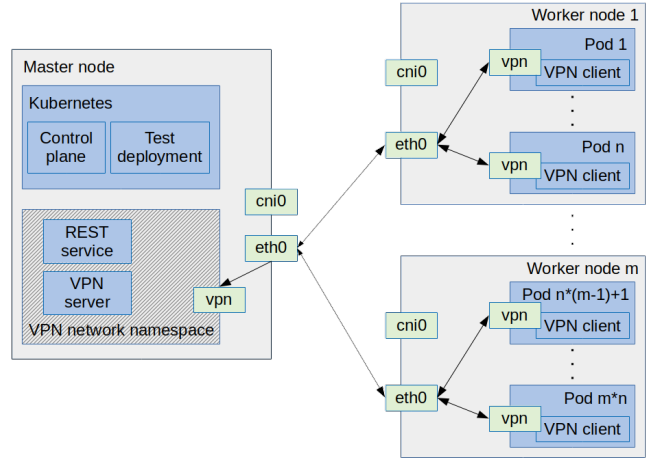 Master node
Kubernetes
Control
plane
Test
deployment
cni0
eth0
REST
service
VPN
server
vpn
VPN network namespace
Worker node 1
cni0
eth0
Pod 1
vpn
VPN client
Pod n
vpn
VPN client
Worker node m
cni0
eth0
Pod n*(m-1)+1
vpn
VPN client
Pod m*n
vpn
VPN client